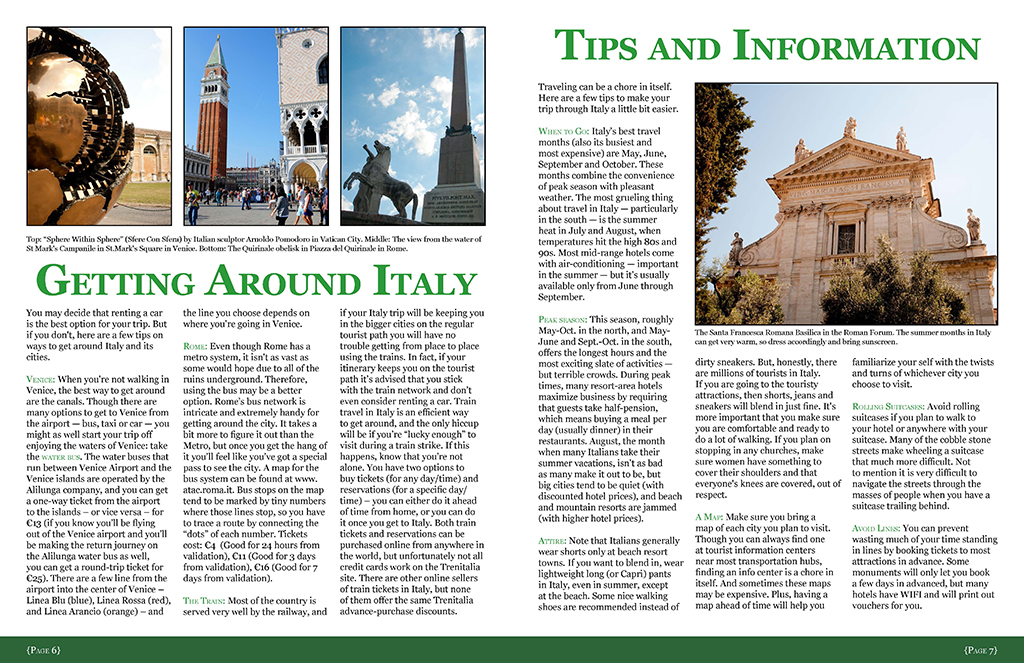 Top: "Sphere Within Sphere" (Sfere Con Sfera) by Italian sculptor Arnoldo Pomodoro in Vatican City. Middle: The view from the water of
St Mark's Campanile in St.Mark's Square in Venice. Bottom: The Quirinale obelisk in Piazza del Quirinale in Rome.
Getting Around Italy
You may decide that renting a car
is the best option for your trip. But
if you don't, here are a few tips on
ways to get around Italy and its
cities.
Venice: When you're not walking in
Venice, the best way to get around
are the canals. Though there are
many options to get to Venice from
the airport — bus, taxi or car — you
might as well start your trip off
enjoying the waters of Venice: take
the water bus. The water buses that
run between Venice Airport and the
Venice islands are operated by the
Alilunga company, and you can get
a one-way ticket from the airport
to the islands – or vice versa – for
€13 (if you know you'll be flying
out of the Venice airport and you'll
be making the return journey on
the Alilunga water bus as well,
you can get a round-trip ticket for
€25). There are a few line from the
airport into the center of Venice –
Linea Blu (blue), Linea Rossa (red),
and Linea Arancio (orange) – and
the line you choose depends on
where you're going in Venice.
Rome: Even though Rome has a
metro system, it isn't as vast as
some would hope due to all of the
ruins underground. Therefore,
using the bus may be a better
option. Rome's bus network is
intricate and extremely handy for
getting around the city. It takes a
bit more to figure it out than the
Metro, but once you get the hang of
it you'll feel like you've got a special
pass to see the city. A map for the
bus system can be found at www.
atac.roma.it. Bus stops on the map
tend to be marked by tiny numbers
where those lines stop, so you have
to trace a route by connecting the
"dots" of each number. Tickets
cost: €4 (Good for 24 hours from
validation), €11 (Good for 3 days
from validation), €16 (Good for 7
days from validation).
The Train: Most of the country is
served very well by the railway, and
if your Italy trip will be keeping you
in the bigger cities on the regular
tourist path you will have no
trouble getting from place to place
using the trains. In fact, if your
itinerary keeps you on the tourist
path it's advised that you stick
with the train network and don't
even consider renting a car. Train
travel in Italy is an efficient way
to get around, and the only hiccup
will be if you're "lucky enough" to
visit during a train strike. If this
happens, know that you're not
alone. You have two options to
buy tickets (for any day/time) and
reservations (for a specific day/
time) – you can either do it ahead
of time from home, or you can do
it once you get to Italy. Both train
tickets and reservations can be
purchased online from anywhere in
the world, but unfortunately not all
credit cards work on the Trenitalia
site. There are other online sellers
of train tickets in Italy, but none
of them offer the same Trenitalia
advance-purchase discounts.
{Page 6}
Tips and Information
Traveling can be a chore in itself.
Here are a few tips to make your
trip through Italy a little bit easier.
When to Go: Italy's best travel
months (also its busiest and
most expensive) are May, June,
September and October. These
months combine the convenience
of peak season with pleasant
weather. The most grueling thing
about travel in Italy — particularly
in the south — is the summer
heat in July and August, when
temperatures hit the high 80s and
90s. Most mid-range hotels come
with air-conditioning — important
in the summer — but it's usually
available only from June through
September.
Peak season: This season, roughly
May-Oct. in the north, and May-
June and Sept.-Oct. in the south,
offers the longest hours and the
most exciting slate of activities —
but terrible crowds. During peak
times, many resort-area hotels
maximize business by requiring
that guests take half-pension,
which means buying a meal per
day (usually dinner) in their
restaurants. August, the month
when many Italians take their
summer vacations, isn't as bad
as many make it out to be, but
big cities tend to be quiet (with
discounted hotel prices), and beach
and mountain resorts are jammed
(with higher hotel prices).
Attire: Note that Italians generally
wear shorts only at beach resort
towns. If you want to blend in, wear
lightweight long (or Capri) pants
in Italy, even in summer, except
at the beach. Some nice walking
shoes are recommended instead of
The Santa Francesca Romana Basilica in the Roman Forum. The summer months in Italy
can get very warm, so dress accordingly and bring sunscreen.
dirty sneakers. But, honestly, there
are millions of tourists in Italy.
If you are going to the touristy
attractions, then shorts, jeans and
sneakers will blend in just fine. It's
more important that you make sure
you are comfortable and ready to
do a lot of walking. If you plan on
stopping in any churches, make
sure women have something to
cover their shoulders and that
everyone's knees are covered, out of
respect.
A Map: Make sure you bring a
map of each city you plan to visit.
Though you can always find one
at tourist information centers
near most transportation hubs,
finding an info center is a chore in
itself. And sometimes these maps
may be expensive. Plus, having a
map ahead of time will help you
familiarize your self with the twists
and turns of whichever city you
choose to visit.
Rolling Suitcases: Avoid rolling
suitcases if you plan to walk to
your hotel or anywhere with your
suitcase. Many of the cobble stone
streets make wheeling a suitcase
that much more difficult. Not
to mention it is very difficult to
navigate the streets through the
masses of people when you have a
suitcase trailing behind.
Avoid Lines: You can prevent
wasting much of your time standing
in lines by booking tickets to most
attractions in advance. Some
monuments will only let you book
a few days in advanced, but many
hotels have WIFI and will print out
vouchers for you.
{Page 7}